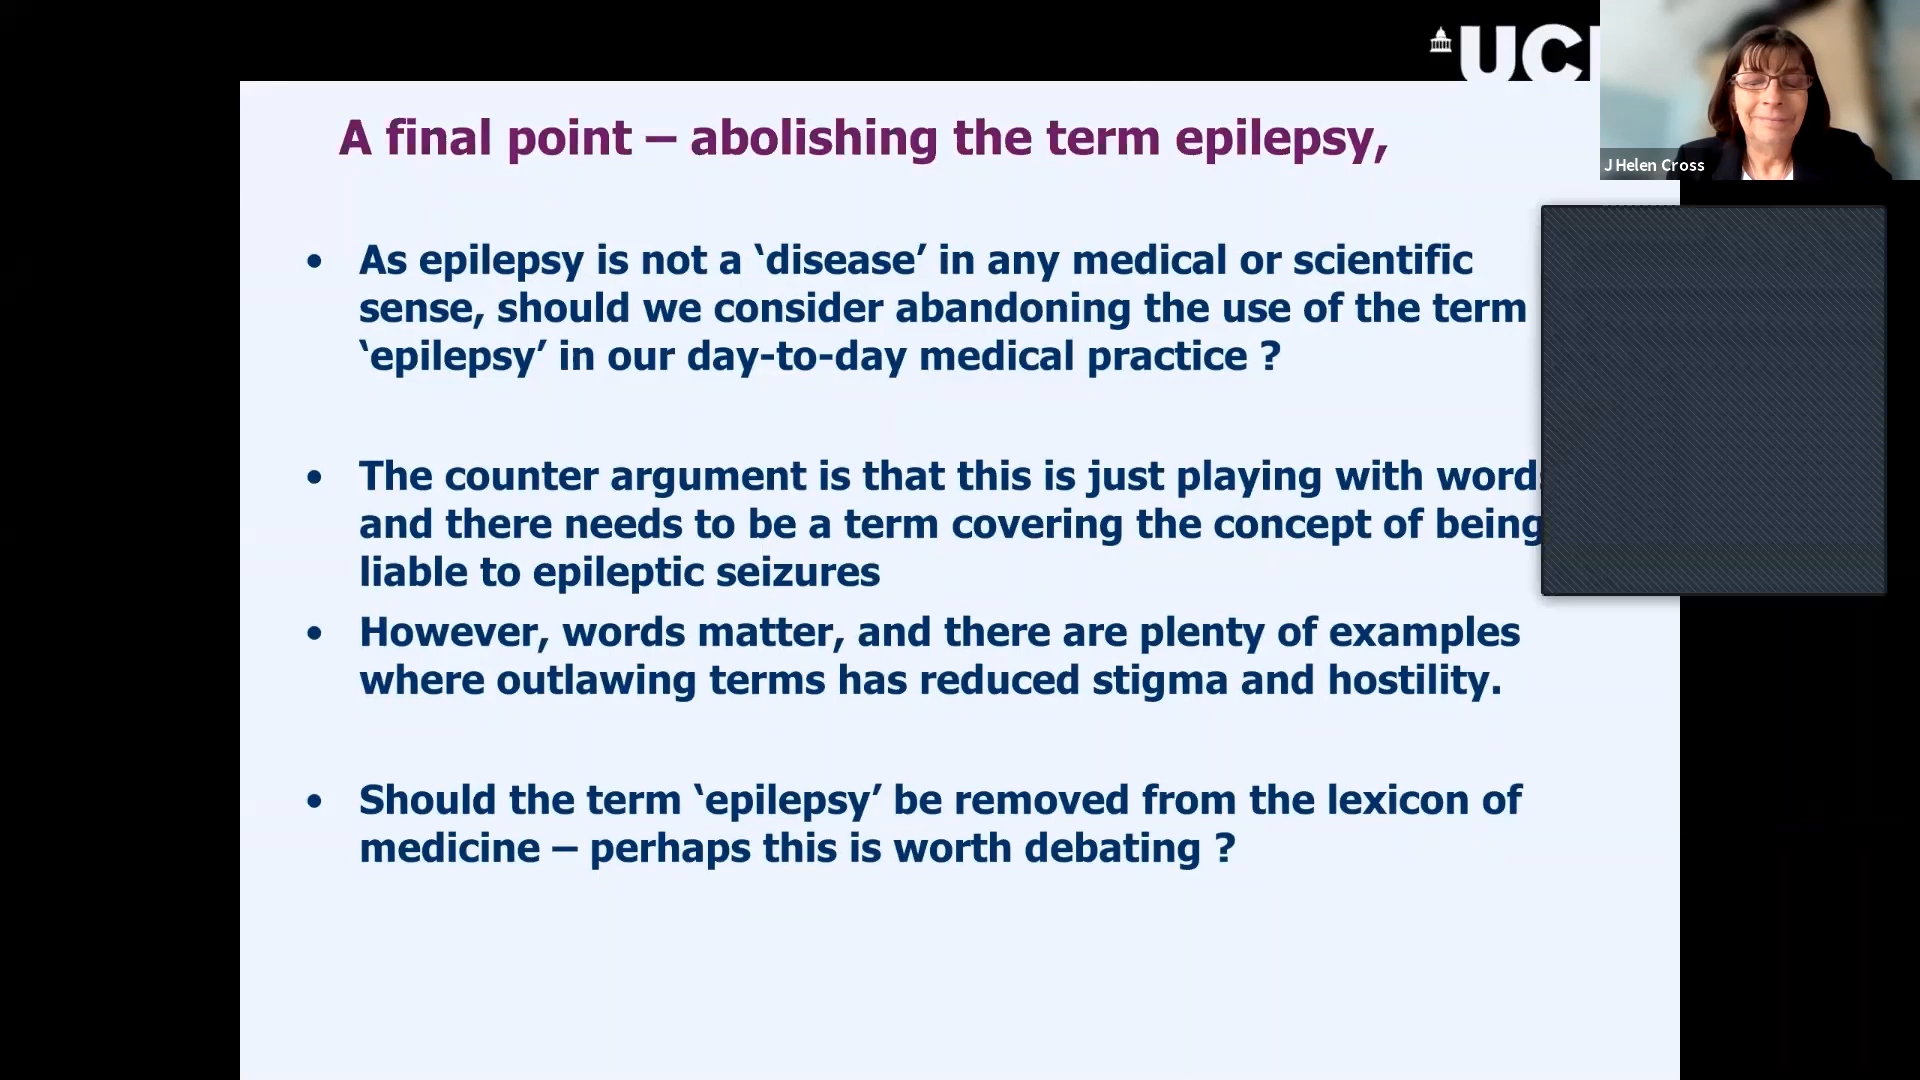 UCL
J Helen Cross
A final point – abolishing the term epilepsy,
• As epilepsy is not a ‘disease’ in any medical or scientific
sense, should we consider abandoning the use of the term
‘epilepsy’ in our day-to-day medical practice ?
• The counter argument is that this is just playing with words
and there needs to be a term covering the concept of being
liable to epileptic seizures
• However, words matter, and there are plenty of examples
where outlawing terms has reduced stigma and hostility.
• Should the term ‘epilepsy’ be removed from the lexicon of
medicine – perhaps this is worth debating ?